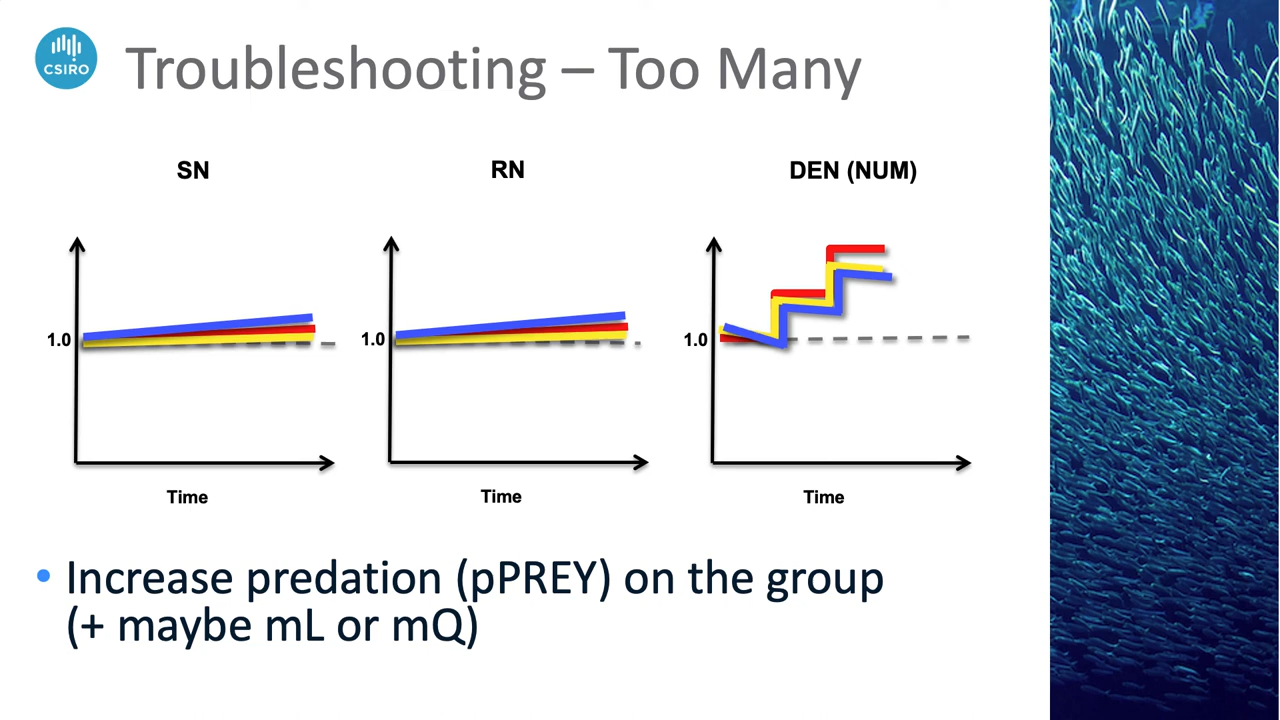 CSIRO
Troubleshooting – Too Many
SN
RN
DEN (NUM)
1.0
1.0
1.0
Time
Time
Time
• Increase predation (pPREY) on the group
(+ maybe mL or mQ)